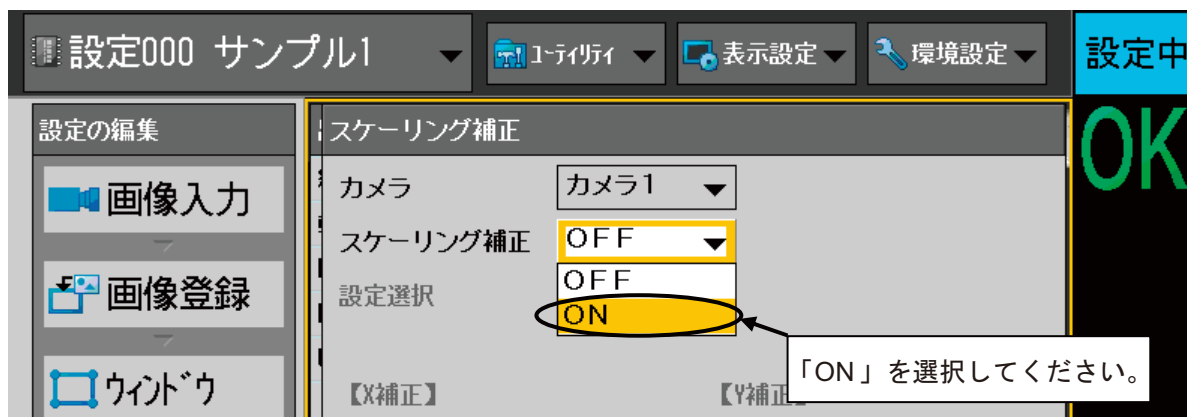 設定000 サンプル1
ユーティリティ
表示設定
環境設定
設定中
設定の編集
画像入力
画像登録
ウィンドウ
スケーリング補正
カメラ
カメラ1
スケーリング補正
OFF
OFF
ON
設定選択
【X補正】
【Y補正】
「ON」を選択してください。
OK